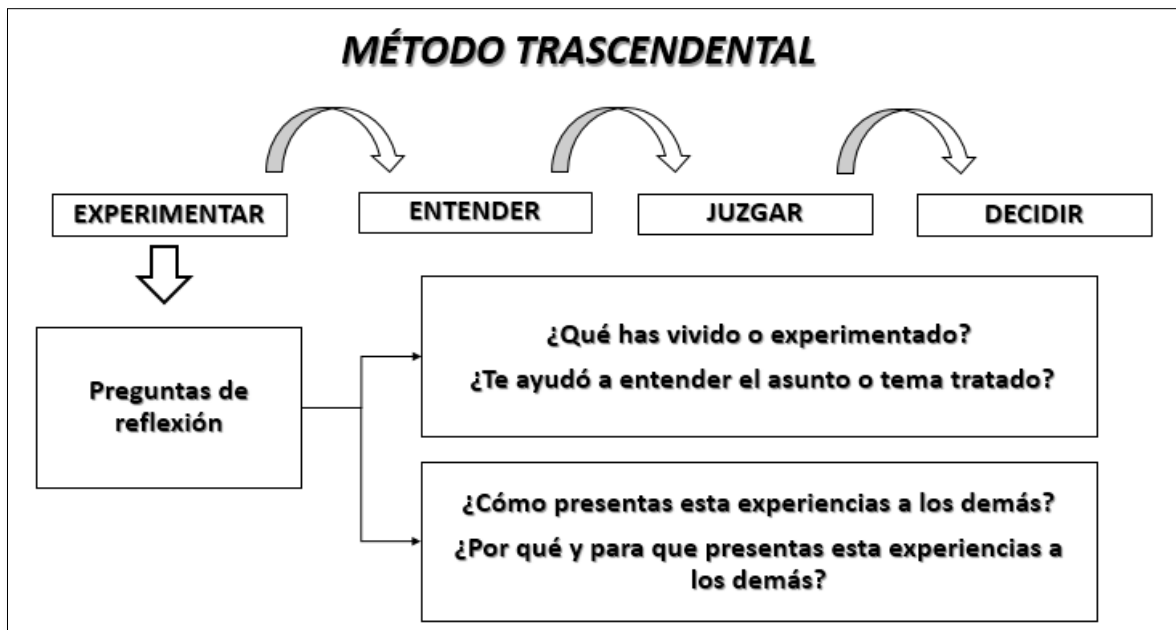 MÉTODO TRASCENDENTAL
EXPERIMENTAR
ENTENDER
JUZGAR
DECIDIR
Preguntas de
reflexión
¿Qué has vivido o experimentado?
¿Te ayudó a entender el asunto o tema tratado?
¿Cómo presentas esta experiencias a los demás?
¿Por qué y para que presentas esta experiencias a
los demás?